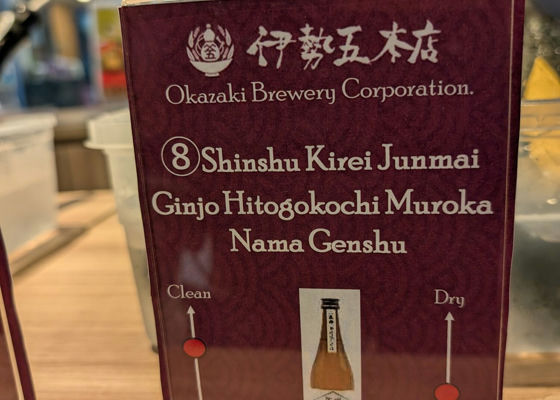 伊勢五本店
Okazaki Brewery Corporation.
⑧Shinshu Kirei Junmai
Ginjo Hitogokochi Muroka
Nama Genshu
Clean
Dry